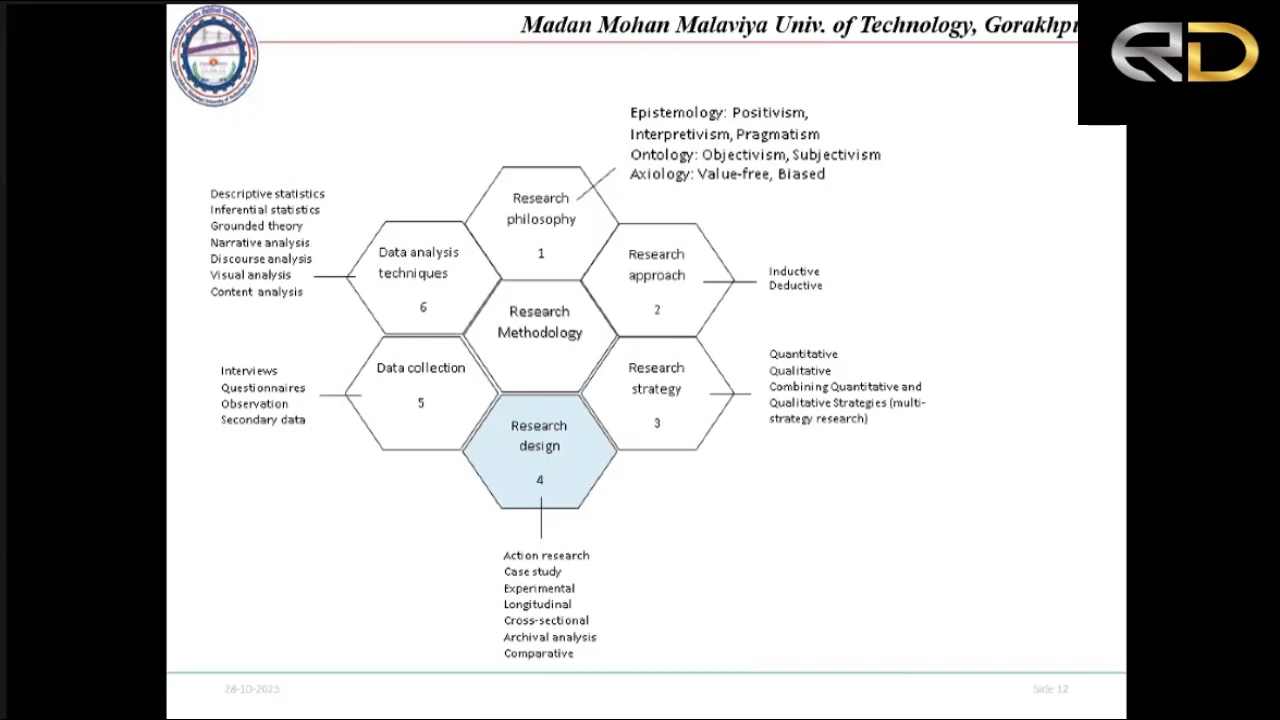 Madan Mohan Malaviya Univ. of Technology, Gorakhpu
RD
Epistemology: Positivism,
Interpretivism, Pragmatism
Ontology: Objectivism, Subjectivism
Axiology: Value-free, Biased
Research
philosophy
1
Descriptive statistics
Inferential statistics
Grounded theory
Narrative analysis
Discourse analysis
Visual analysis
Content analysis
Data analysis
techniques
6
Research
approach
2
Inductive
Deductive
Research
Methodology
Interviews
Questionnaires
Observation
Secondary data
Data collection
5
Research
strategy
3
Quantitative
Qualitative
Combining Quantitative and
Qualitative Strategies (multi-
strategy research)
Research
design
4
Action research
Case study
Experimental
Longitudinal
Cross-sectional
Archival analysis
Comparative
28-10-2023
Side 12